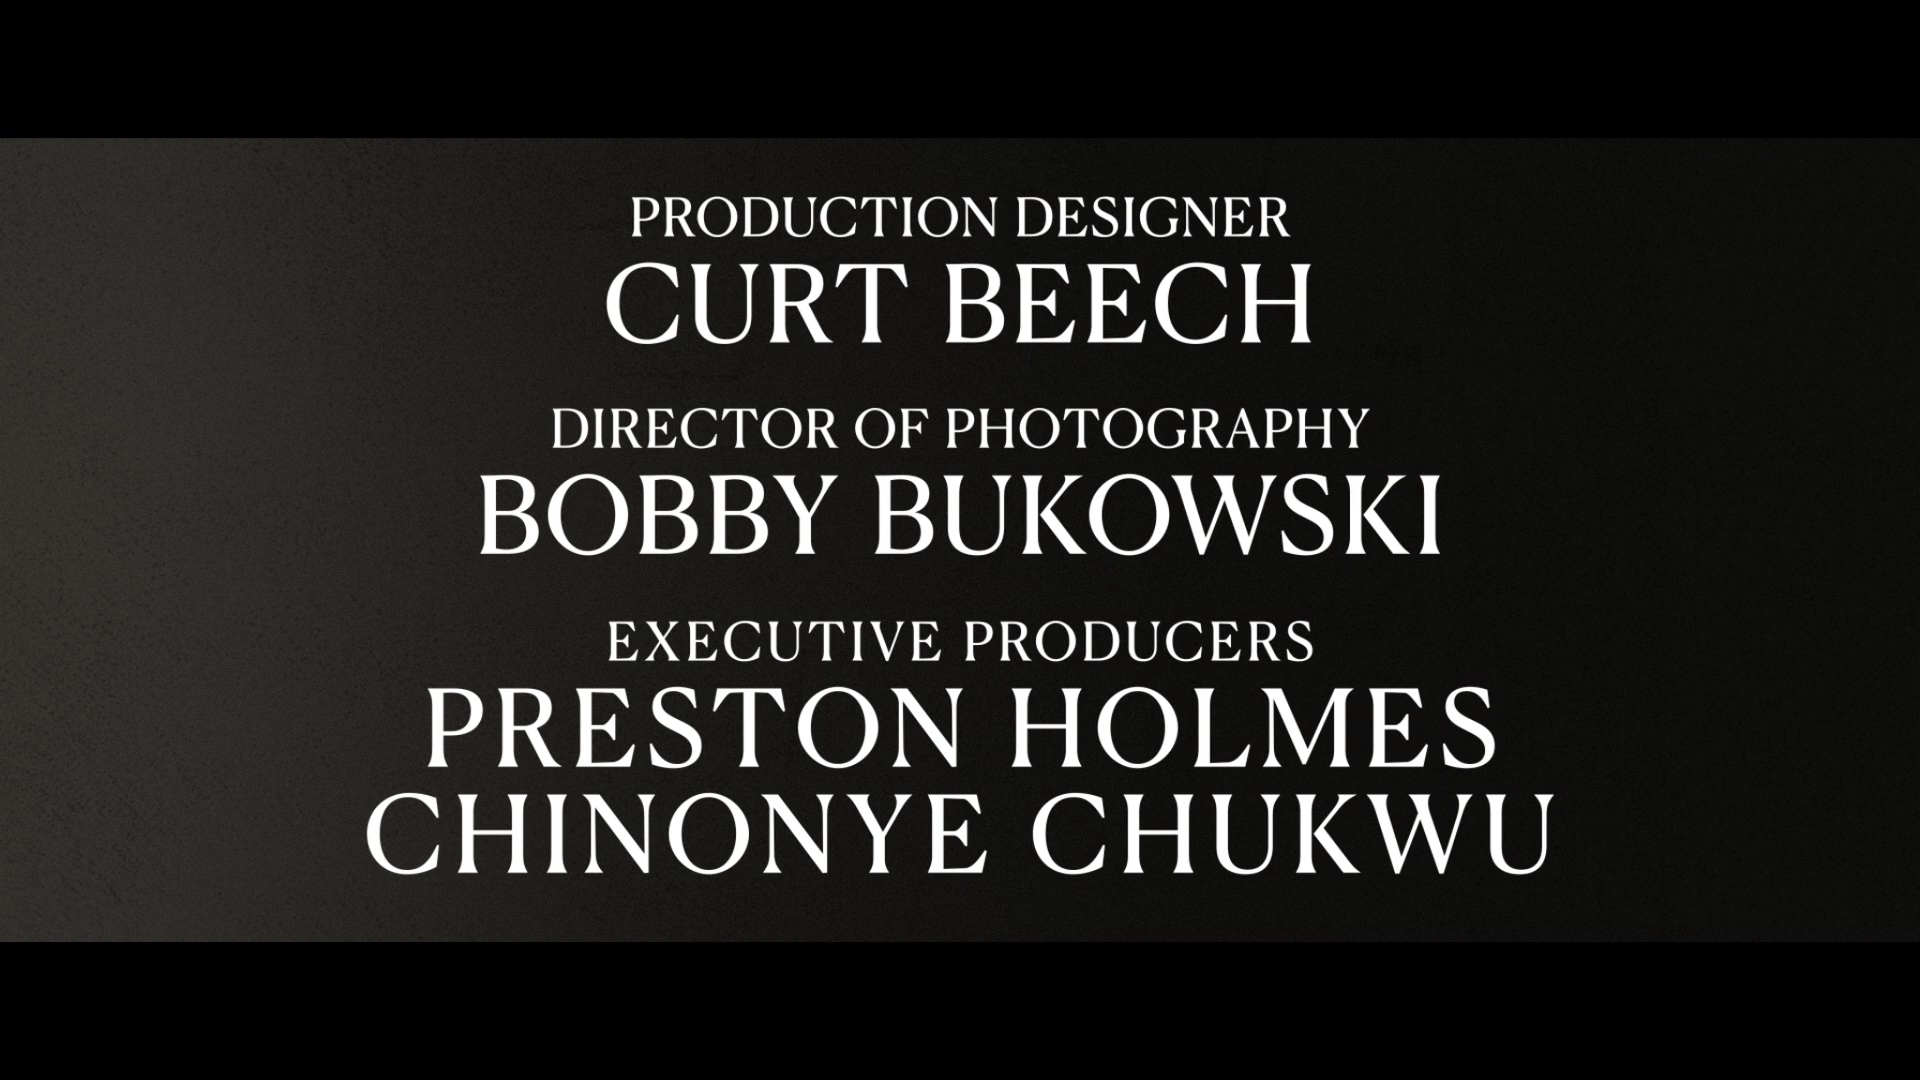 PRODUCTION DESIGNER
CURT BEECH
DIRECTOR OF PHOTOGRAPHY
BOBBY BUKOWSKI
EXECUTIVE PRODUCERS
PRESTON HOLMES
CHINONYE CHUKWU